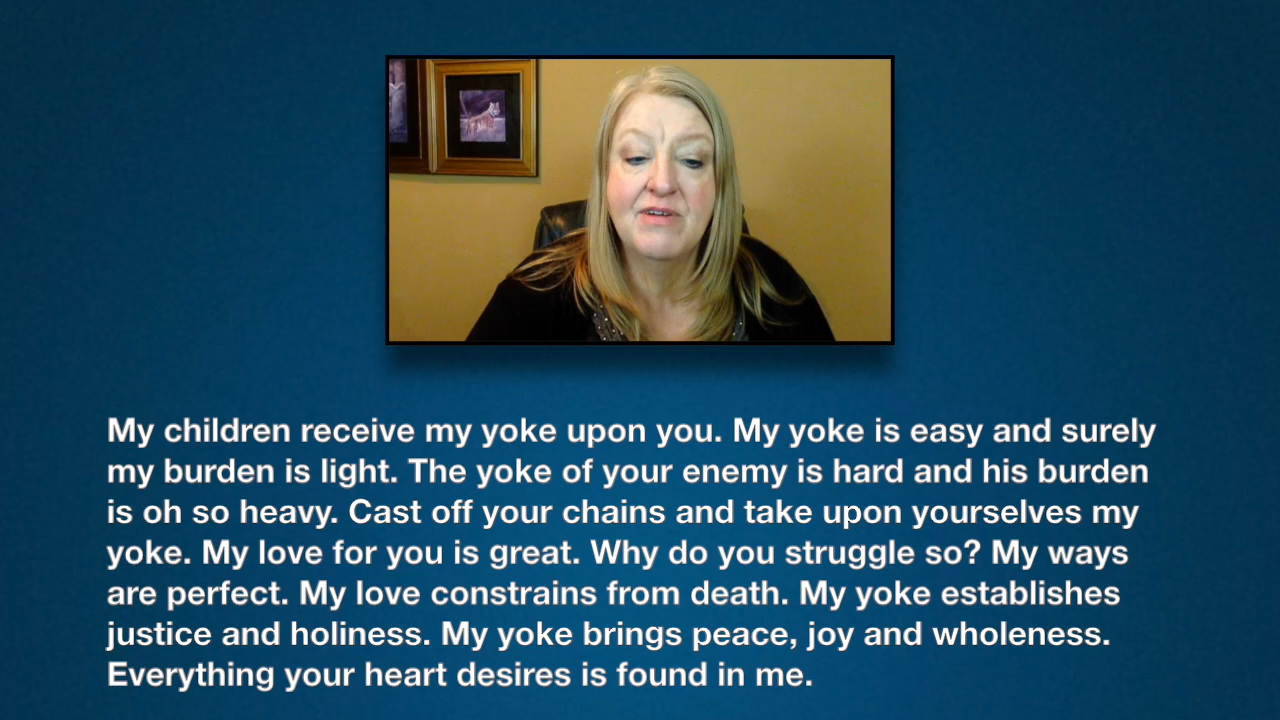 My children receive my yoke upon you. My yoke is easy and surely
my burden is light. The yoke of your enemy is hard and his burden
is oh so heavy. Cast off your chains and take upon yourselves my
yoke. My love for you is great. Why do you struggle so? My ways
are perfect. My love constrains from death. My yoke establishes
justice and holiness. My yoke brings peace, joy and wholeness.
Everything your heart desires is found in me.